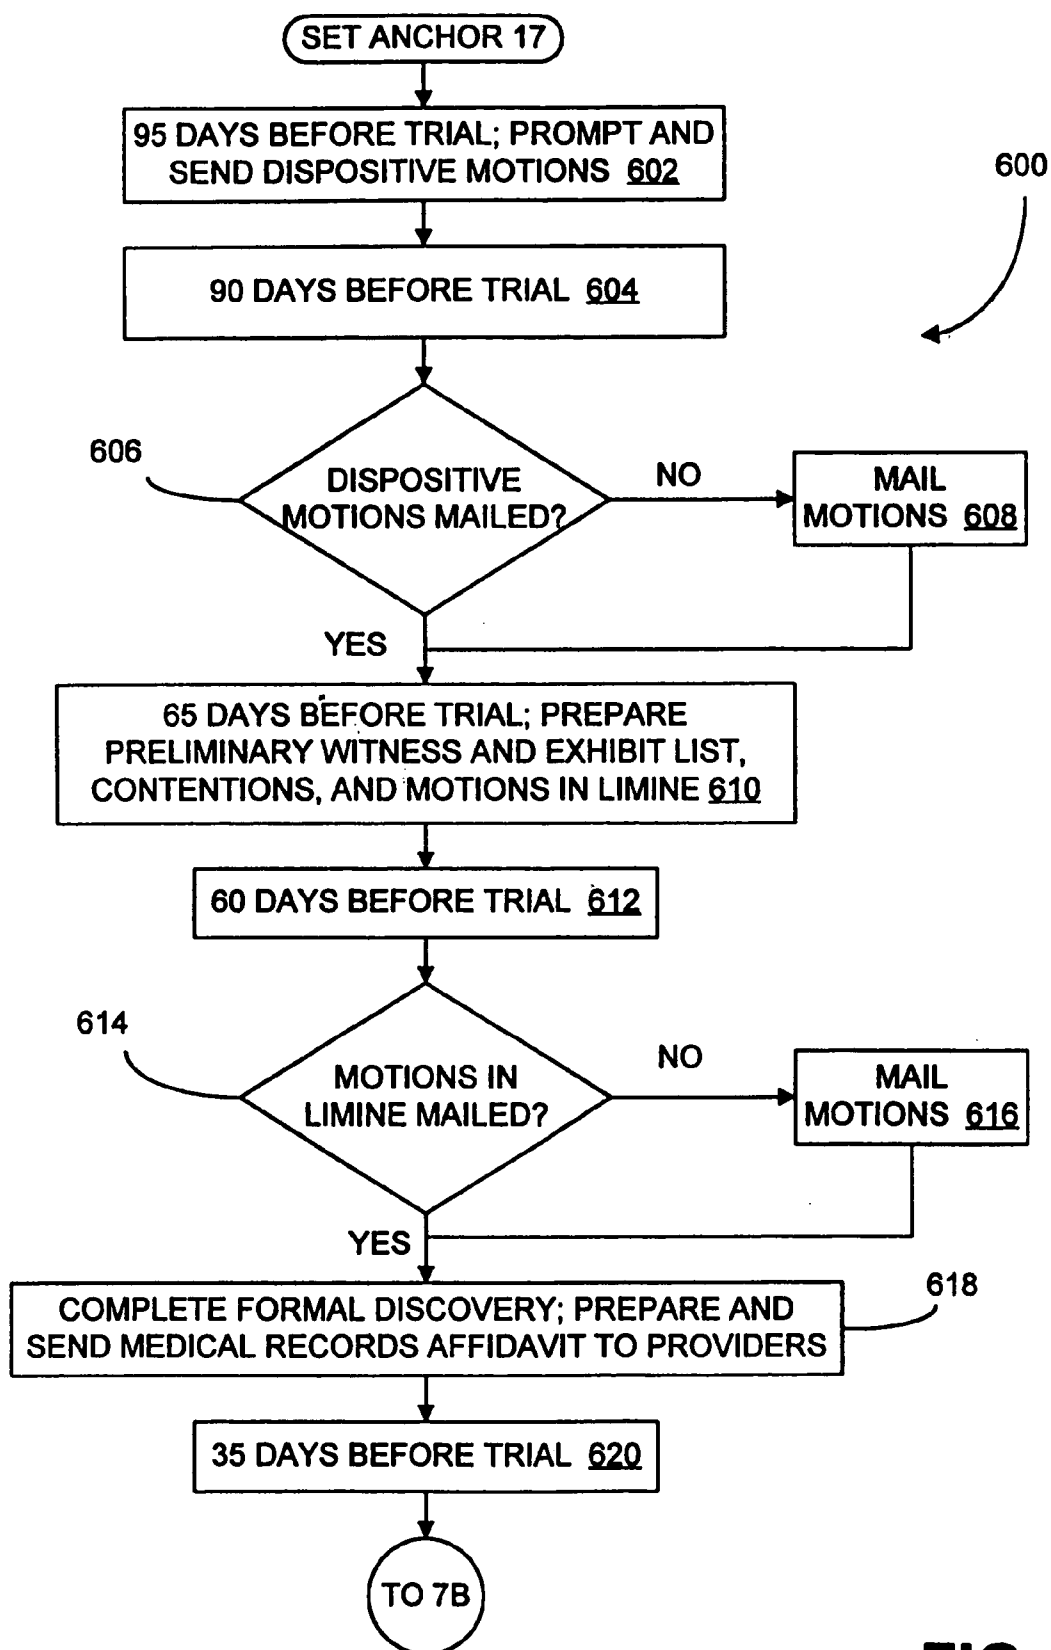 SET ANCHOR 17
95 DAYS BEFORE TRIAL; PROMPT AND
SEND DISPOSITIVE MOTIONS 602
600
90 DAYS BEFORE TRIAL 604
606
DISPOSITIVE
MOTIONS MAILED?
NO
MAIL
MOTIONS 608
YES
65 DAYS BEFORE TRIAL; PREPARE
PRELIMINARY WITNESS AND EXHIBIT LIST,
CONTENTIONS, AND MOTIONS IN LIMINE 610
60 DAYS BEFORE TRIAL 612
614
MOTIONS IN
LIMINE MAILED?
NO
MAIL
MOTIONS 616
YES
618
COMPLETE FORMAL DISCOVERY; PREPARE AND
SEND MEDICAL RECORDS AFFIDAVIT TO PROVIDERS
35 DAYS BEFORE TRIAL 620
TO 7B